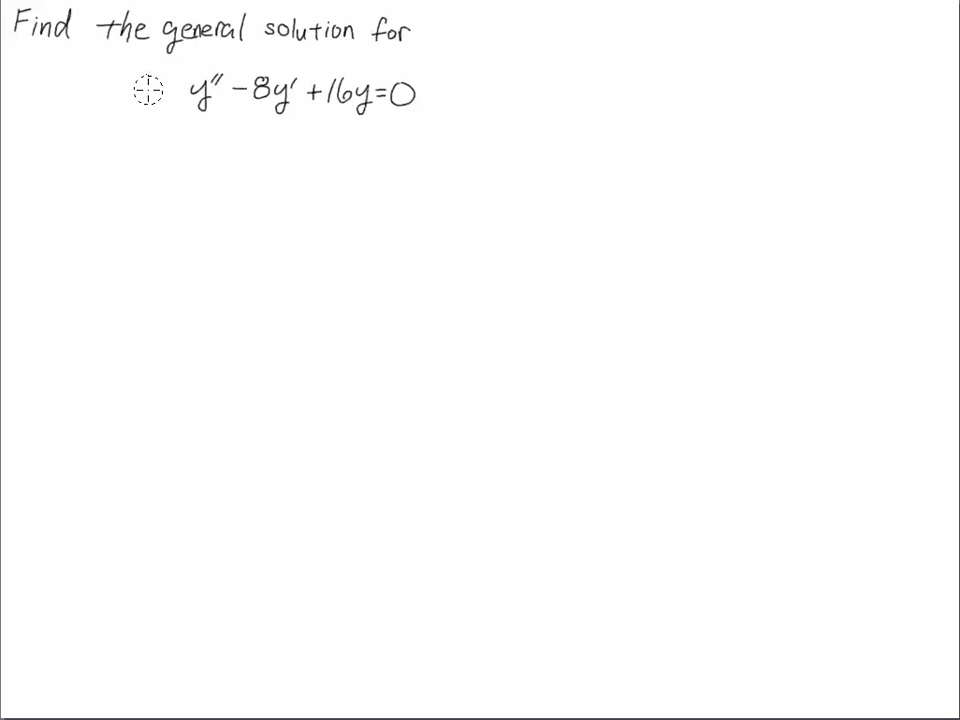 Find the general solution for
y″ - 8y′ + 16y = 0